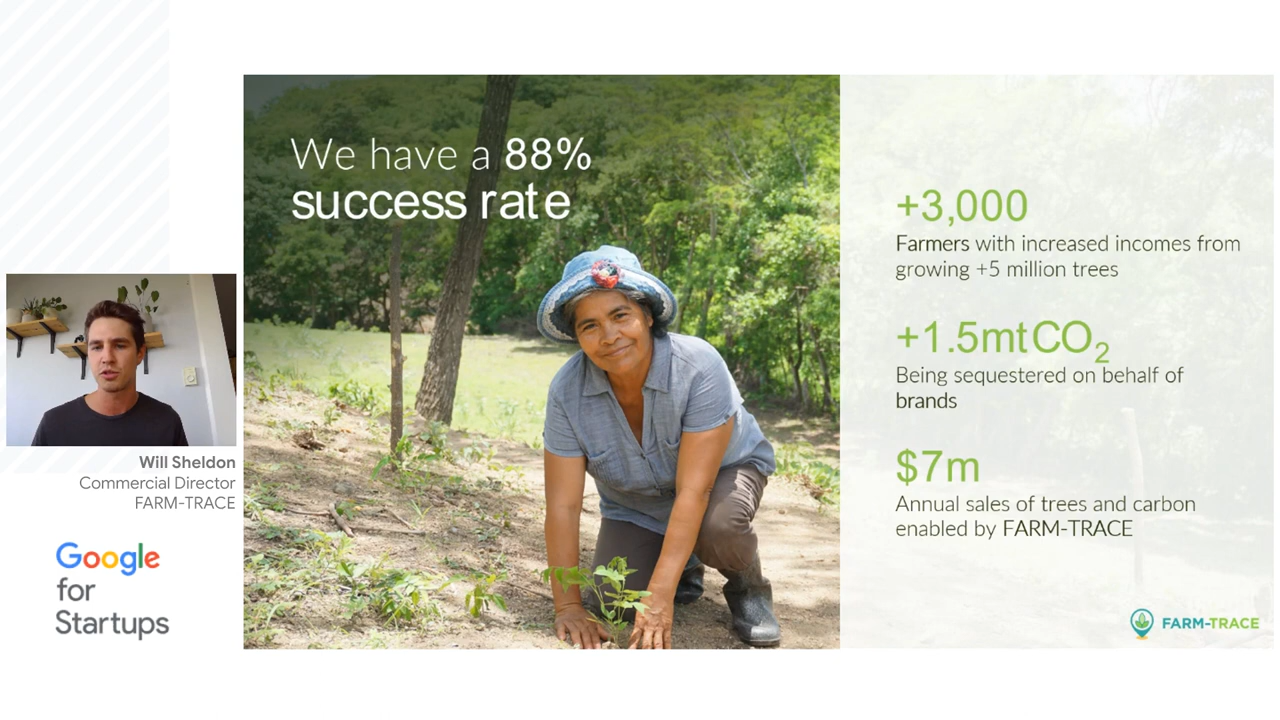 We have a 88%
success rate
+3,000
Farmers with increased incomes from
growing +5 million trees
+1.5mtCO₂
Being sequestered on behalf of
brands
$7m
Annual sales of trees and carbon
enabled by FARM-TRACE
FARM-TRACE
Will Sheldon
Commercial Director
FARM-TRACE
Google
for
Startups